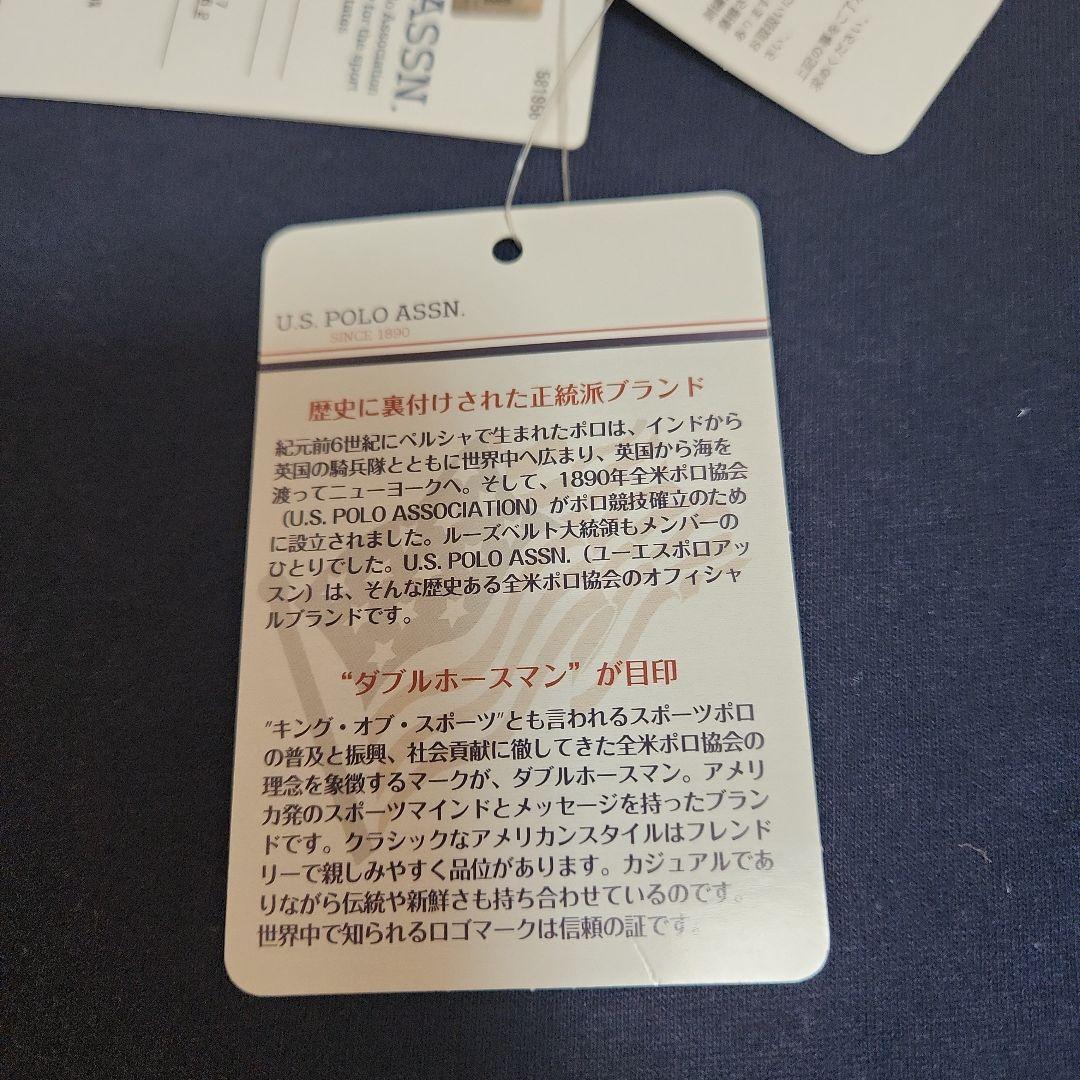 ASSN.
581956
U.S. POLO ASSN.
SINCE 1890
歴史に裏付けされた正統派ブランド
紀元前6世紀にペルシャで生まれたポロは、インドから
英国の騎兵隊とともに世界中へ広まり、英国から海を
渡ってニューヨークへ。そして、1890年全米ポロ協会
（U.S. POLO ASSOCIATION）がポロ競技確立のため
に設立されました。ルーズベルト大統領もメンバーの
ひとりでした。U.S. POLO ASSN.（ユーエスポロアッ
スン）は、そんな歴史ある全米ポロ協会のオフィシャ
ルブランドです。
“ダブルホースマン”が目印
"キング・オブ・スポーツ"とも言われるスポーツポロ
の普及と振興、社会貢献に徹してきた全米ポロ協会の
理念を象徴するマークが、ダブルホースマン。アメリ
カ発のスポーツマインドとメッセージを持ったブラン
ドです。クラシックなアメリカンスタイルはフレンド
リーで親しみやすく品位があります。カジュアルであ
りながら伝統や新鮮さも持ち合わせているのです。
世界中で知られるロゴマークは信頼の証です。